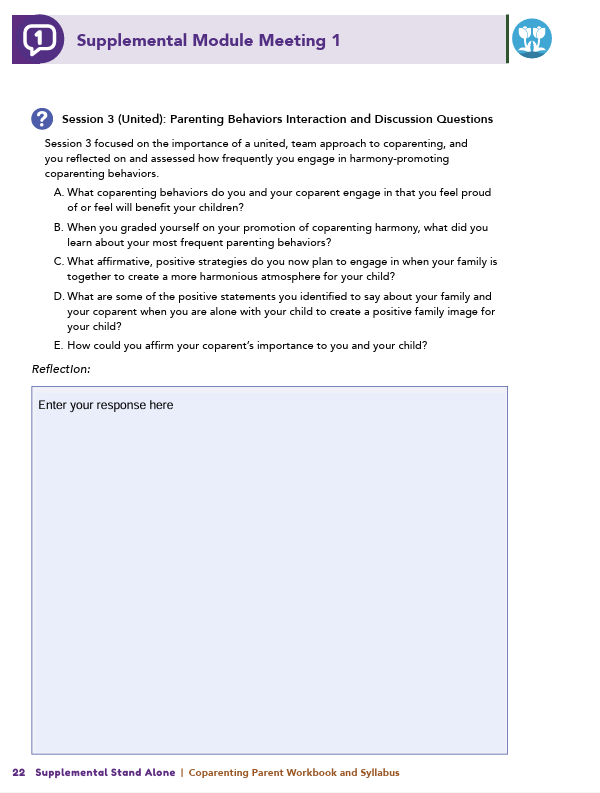 1
Supplemental Module Meeting 1
?
Session 3 (United): Parenting Behaviors Interaction and Discussion Questions
Session 3 focused on the importance of a united, team approach to coparenting, and
you reflected on and assessed how frequently you engage in harmony-promoting
coparenting behaviors.
A. What coparenting behaviors do you and your coparent engage in that you feel proud
of or feel will benefit your children?
B. When you graded yourself on your promotion of coparenting harmony, what did you
learn about your most frequent parenting behaviors?
C. What affirmative, positive strategies do you now plan to engage in when your family is
together to create a more harmonious atmosphere for your child?
D. What are some of the positive statements you identified to say about your family and
your coparent when you are alone with your child to create a positive family image for
your child?
E. How could you affirm your coparent's importance to you and your child?
Reflection:
Enter your response here
22 Supplemental Stand Alone | Coparenting Parent Workbook and Syllabus